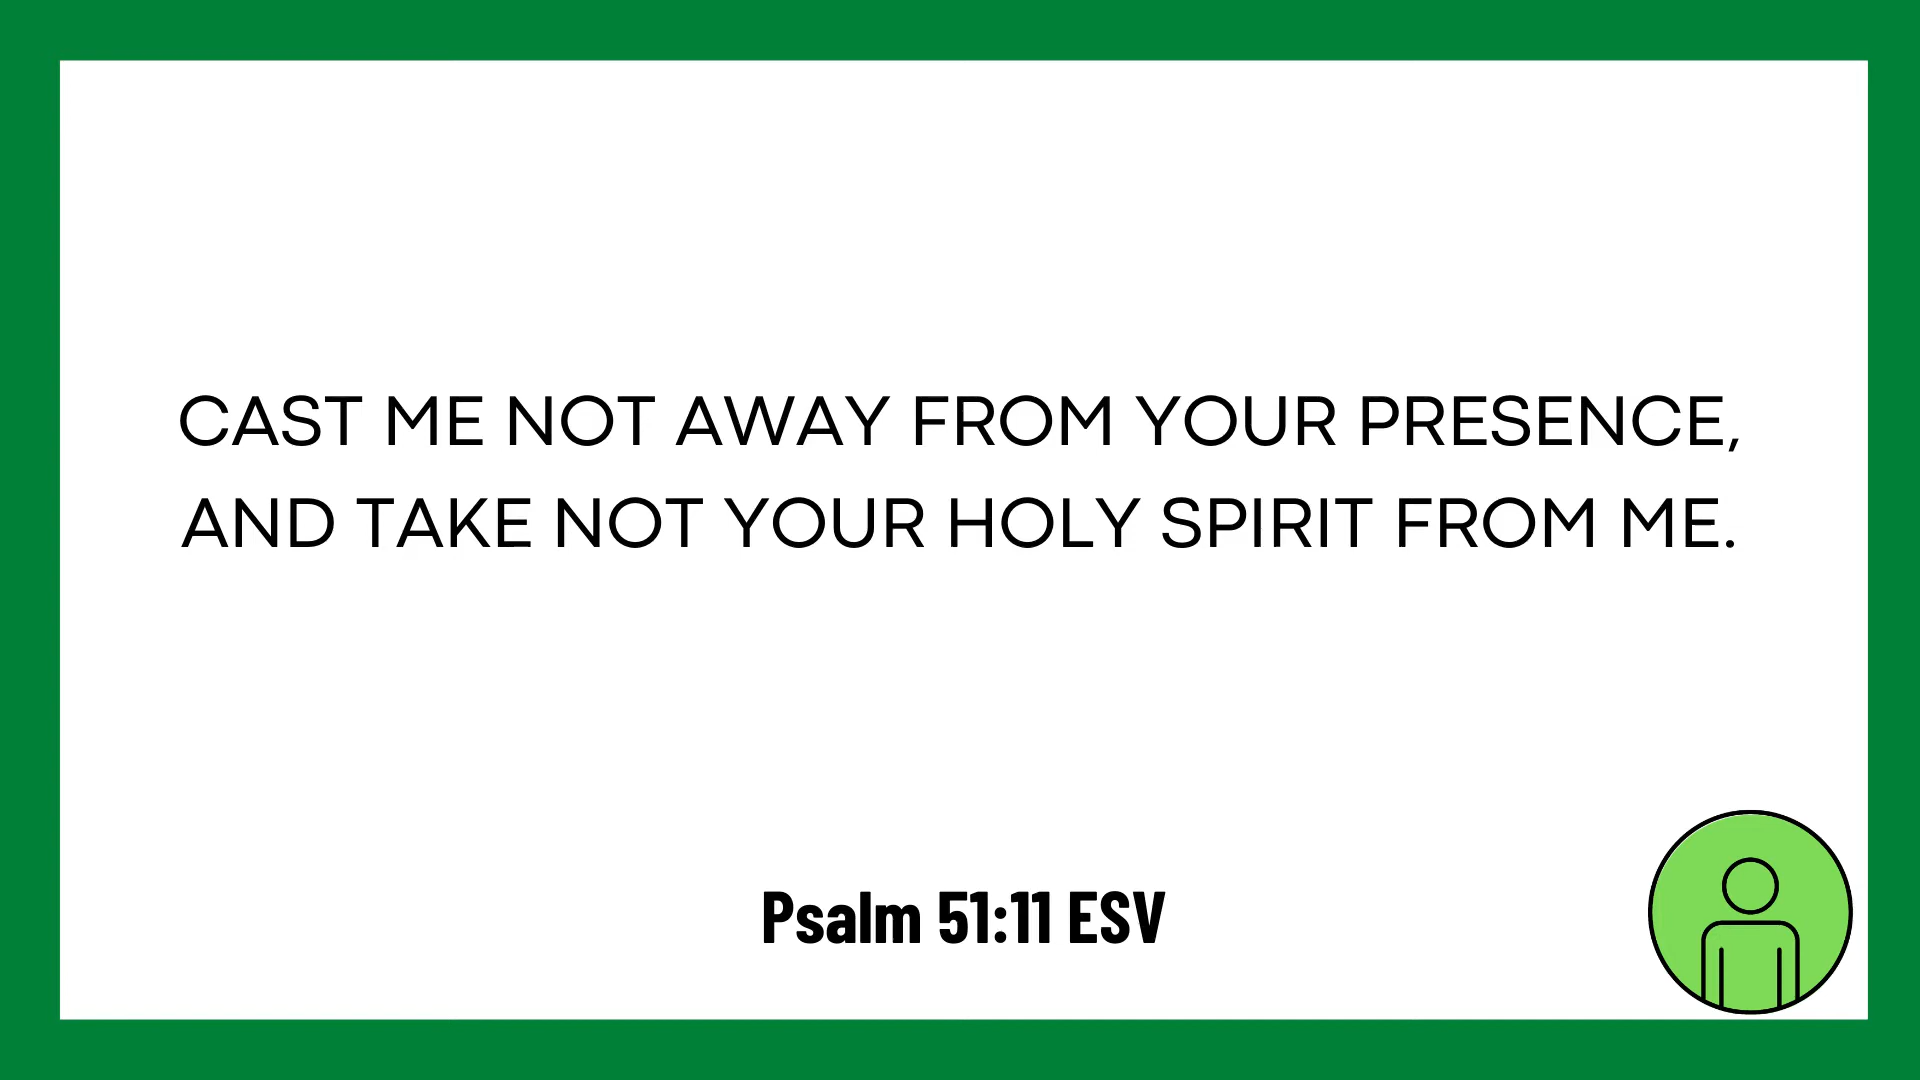 CAST ME NOT AWAY FROM YOUR PRESENCE,
AND TAKE NOT YOUR HOLY SPIRIT FROM ME.
Psalm 51:11 ESV